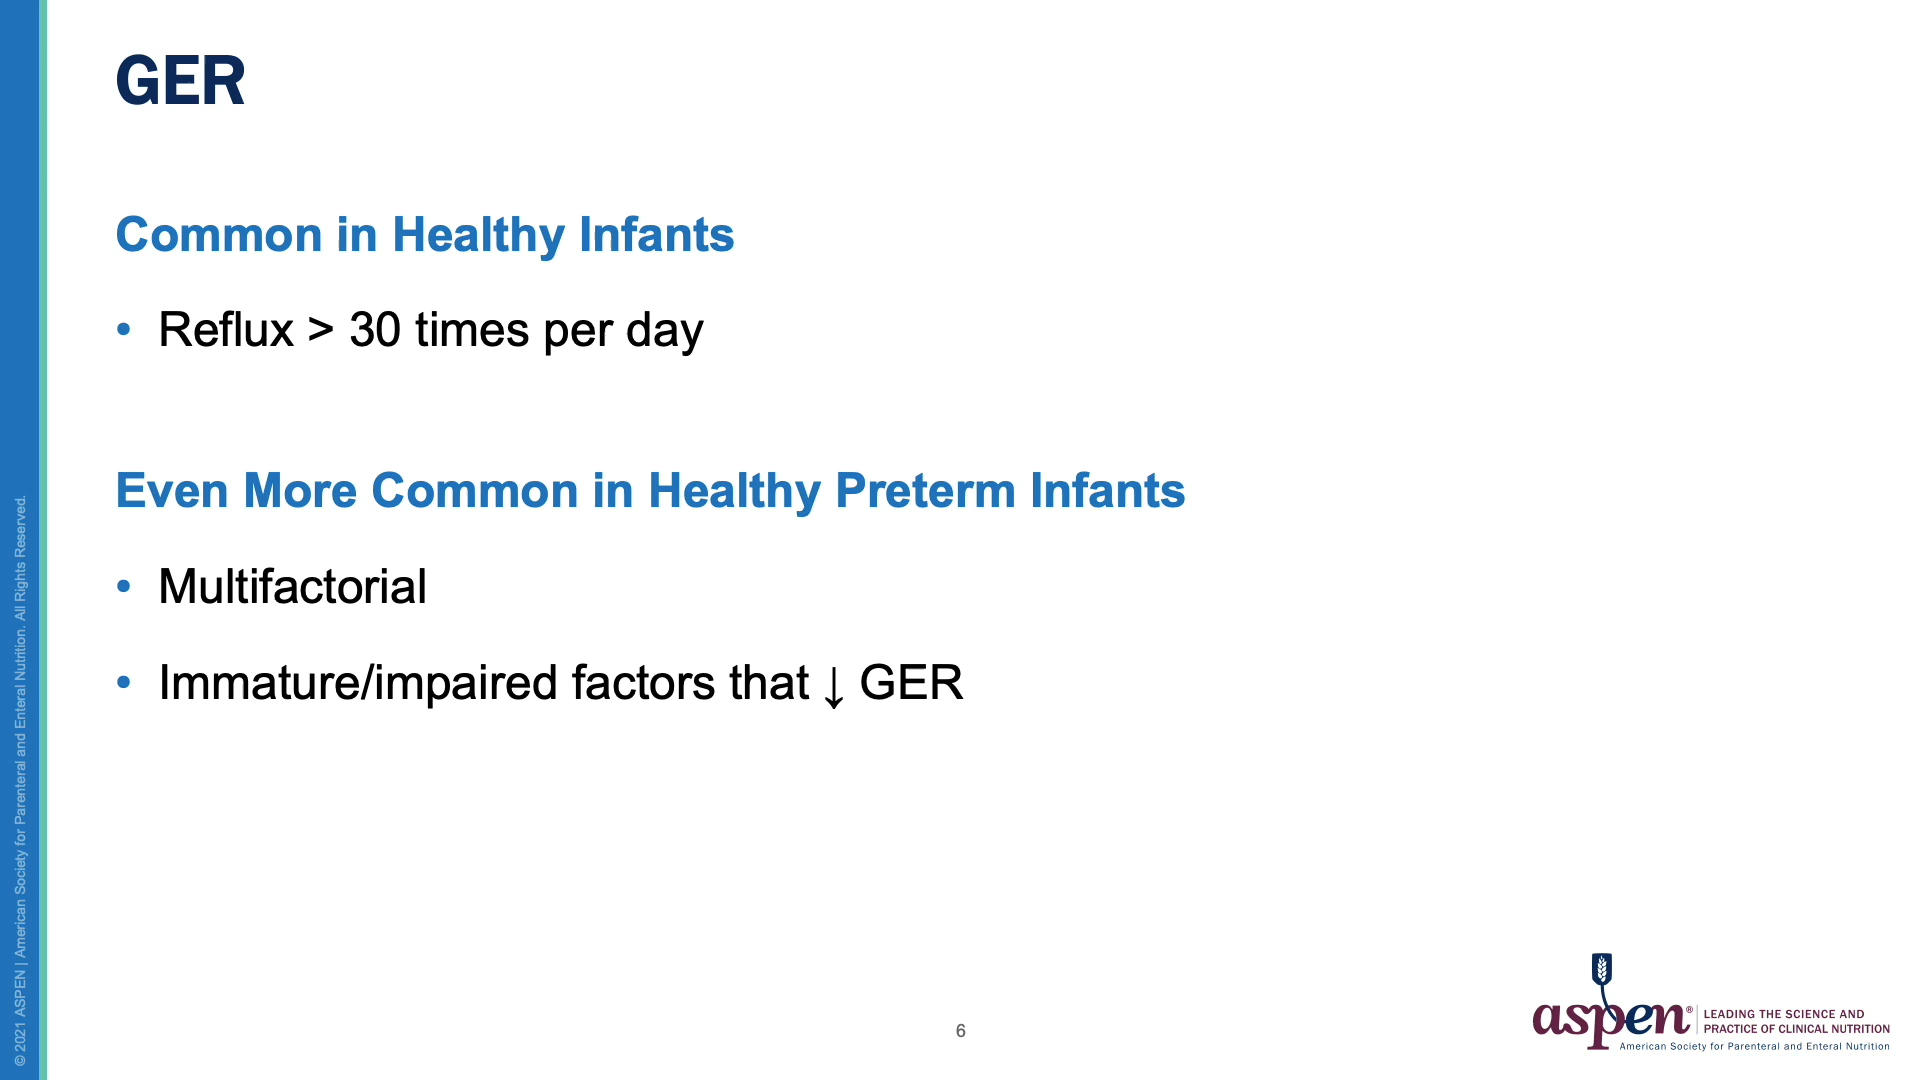 GER
Common in Healthy Infants
• Reflux > 30 times per day
Even More Common in Healthy Preterm Infants
• Multifactorial
• Immature/impaired factors that ↓ GER
© 2021 ASPEN | American Society for Parenteral and Enteral Nutrition. All Rights Reserved.
6
aspen® LEADING THE SCIENCE AND
PRACTICE OF CLINICAL NUTRITION
American Society for Parenteral and Enteral Nutrition